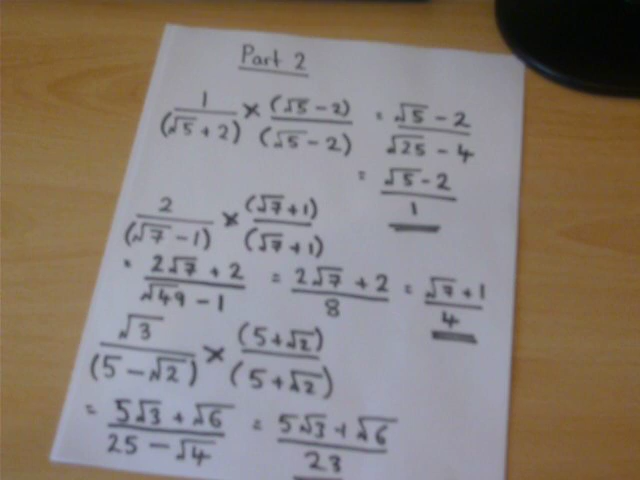 Part 2
1/(√5+2) × (√5-2)/(√5-2) = √5-2/√25-4
= √5-2/1
2/(√7-1) × (√7+1)/(√7+1)
= 2√7+2/√49-1 = 2√7+2/8 = √7+1/4
√3/(5-√2) × (5+√2)/(5+√2)
= 5√3+√6/25-√4 = 5√3+√6/23